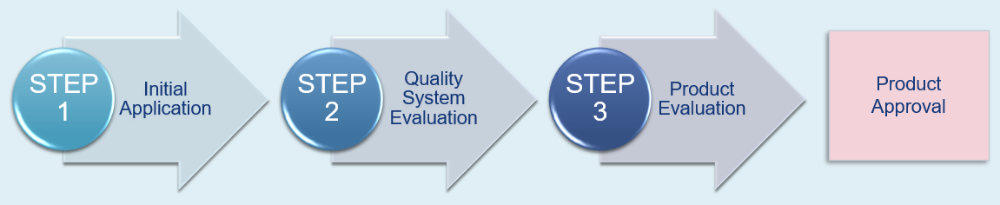 STEP
1
Initial
Application
STEP
2
Quality
System
Evaluation
STEP
3
Product
Evaluation
Product
Approval